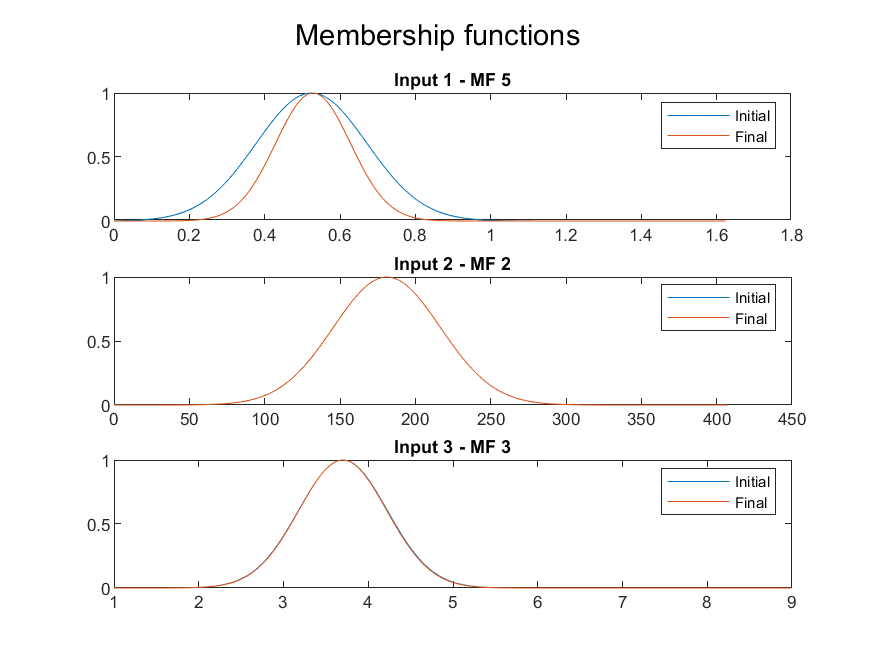 Membership functions
Input 1 - MF 5
1
0.5
0
Initial
Final
0 0.2 0.4 0.6 0.8 1 1.2 1.4 1.6 1.8
Input 2 - MF 2
1
0.5
0
Initial
Final
0 50 100 150 200 250 300 350 400 450
Input 3 - MF 3
1
0.5
0
Initial
Final
1 2 3 4 5 6 7 8 9